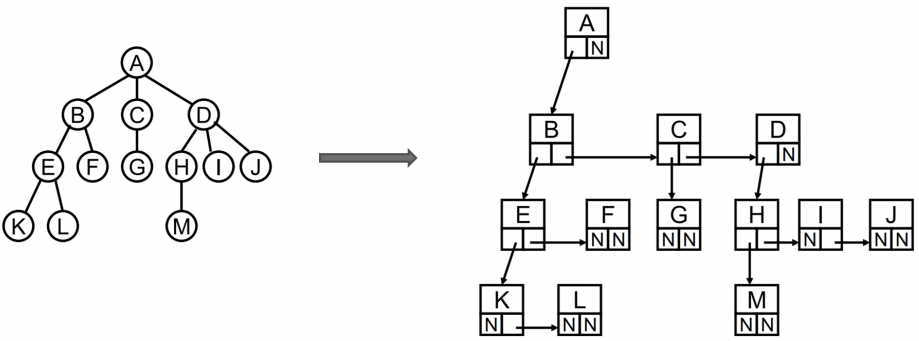 A
B C D
E F G H I J
K L M
A
N
B C D
N
E F G H I J
N N N N N N N
K L M
N N N N N